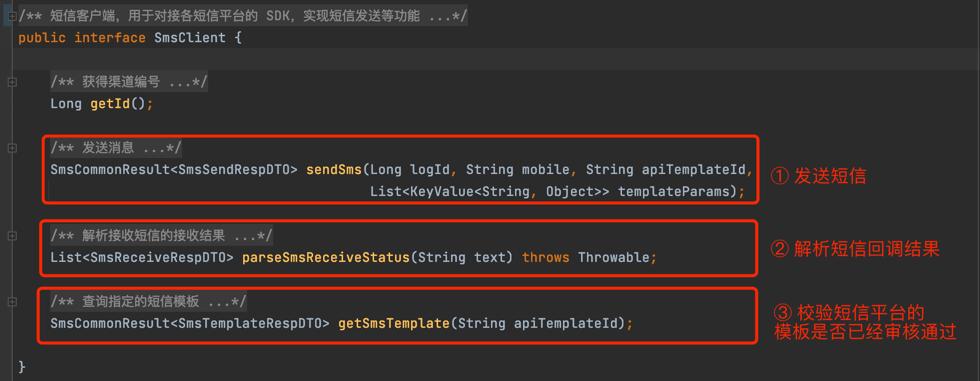 /** 短信客户端，用于对接各短信平台的 SDK，实现短信发送等功能 ...*/
public interface SmsClient {
/** 获得渠道编号 ...*/
Long getId();
/** 发送消息 ...*/
SmsCommonResult<SmsSendRespDTO> sendSms(Long logId, String mobile, String apiTemplateId,
List<KeyValue<String, Object>> templateParams);
① 发送短信
/** 解析接收短信的接收结果 ...*/
List<SmsReceiveRespDTO> parseSmsReceiveStatus(String text) throws Throwable;
② 解析短信回调结果
/** 查询指定的短信模板 ...*/
SmsCommonResult<SmsTemplateRespDTO> getSmsTemplate(String apiTemplateId);
③ 校验短信平台的
模板是否已经审核通过
}